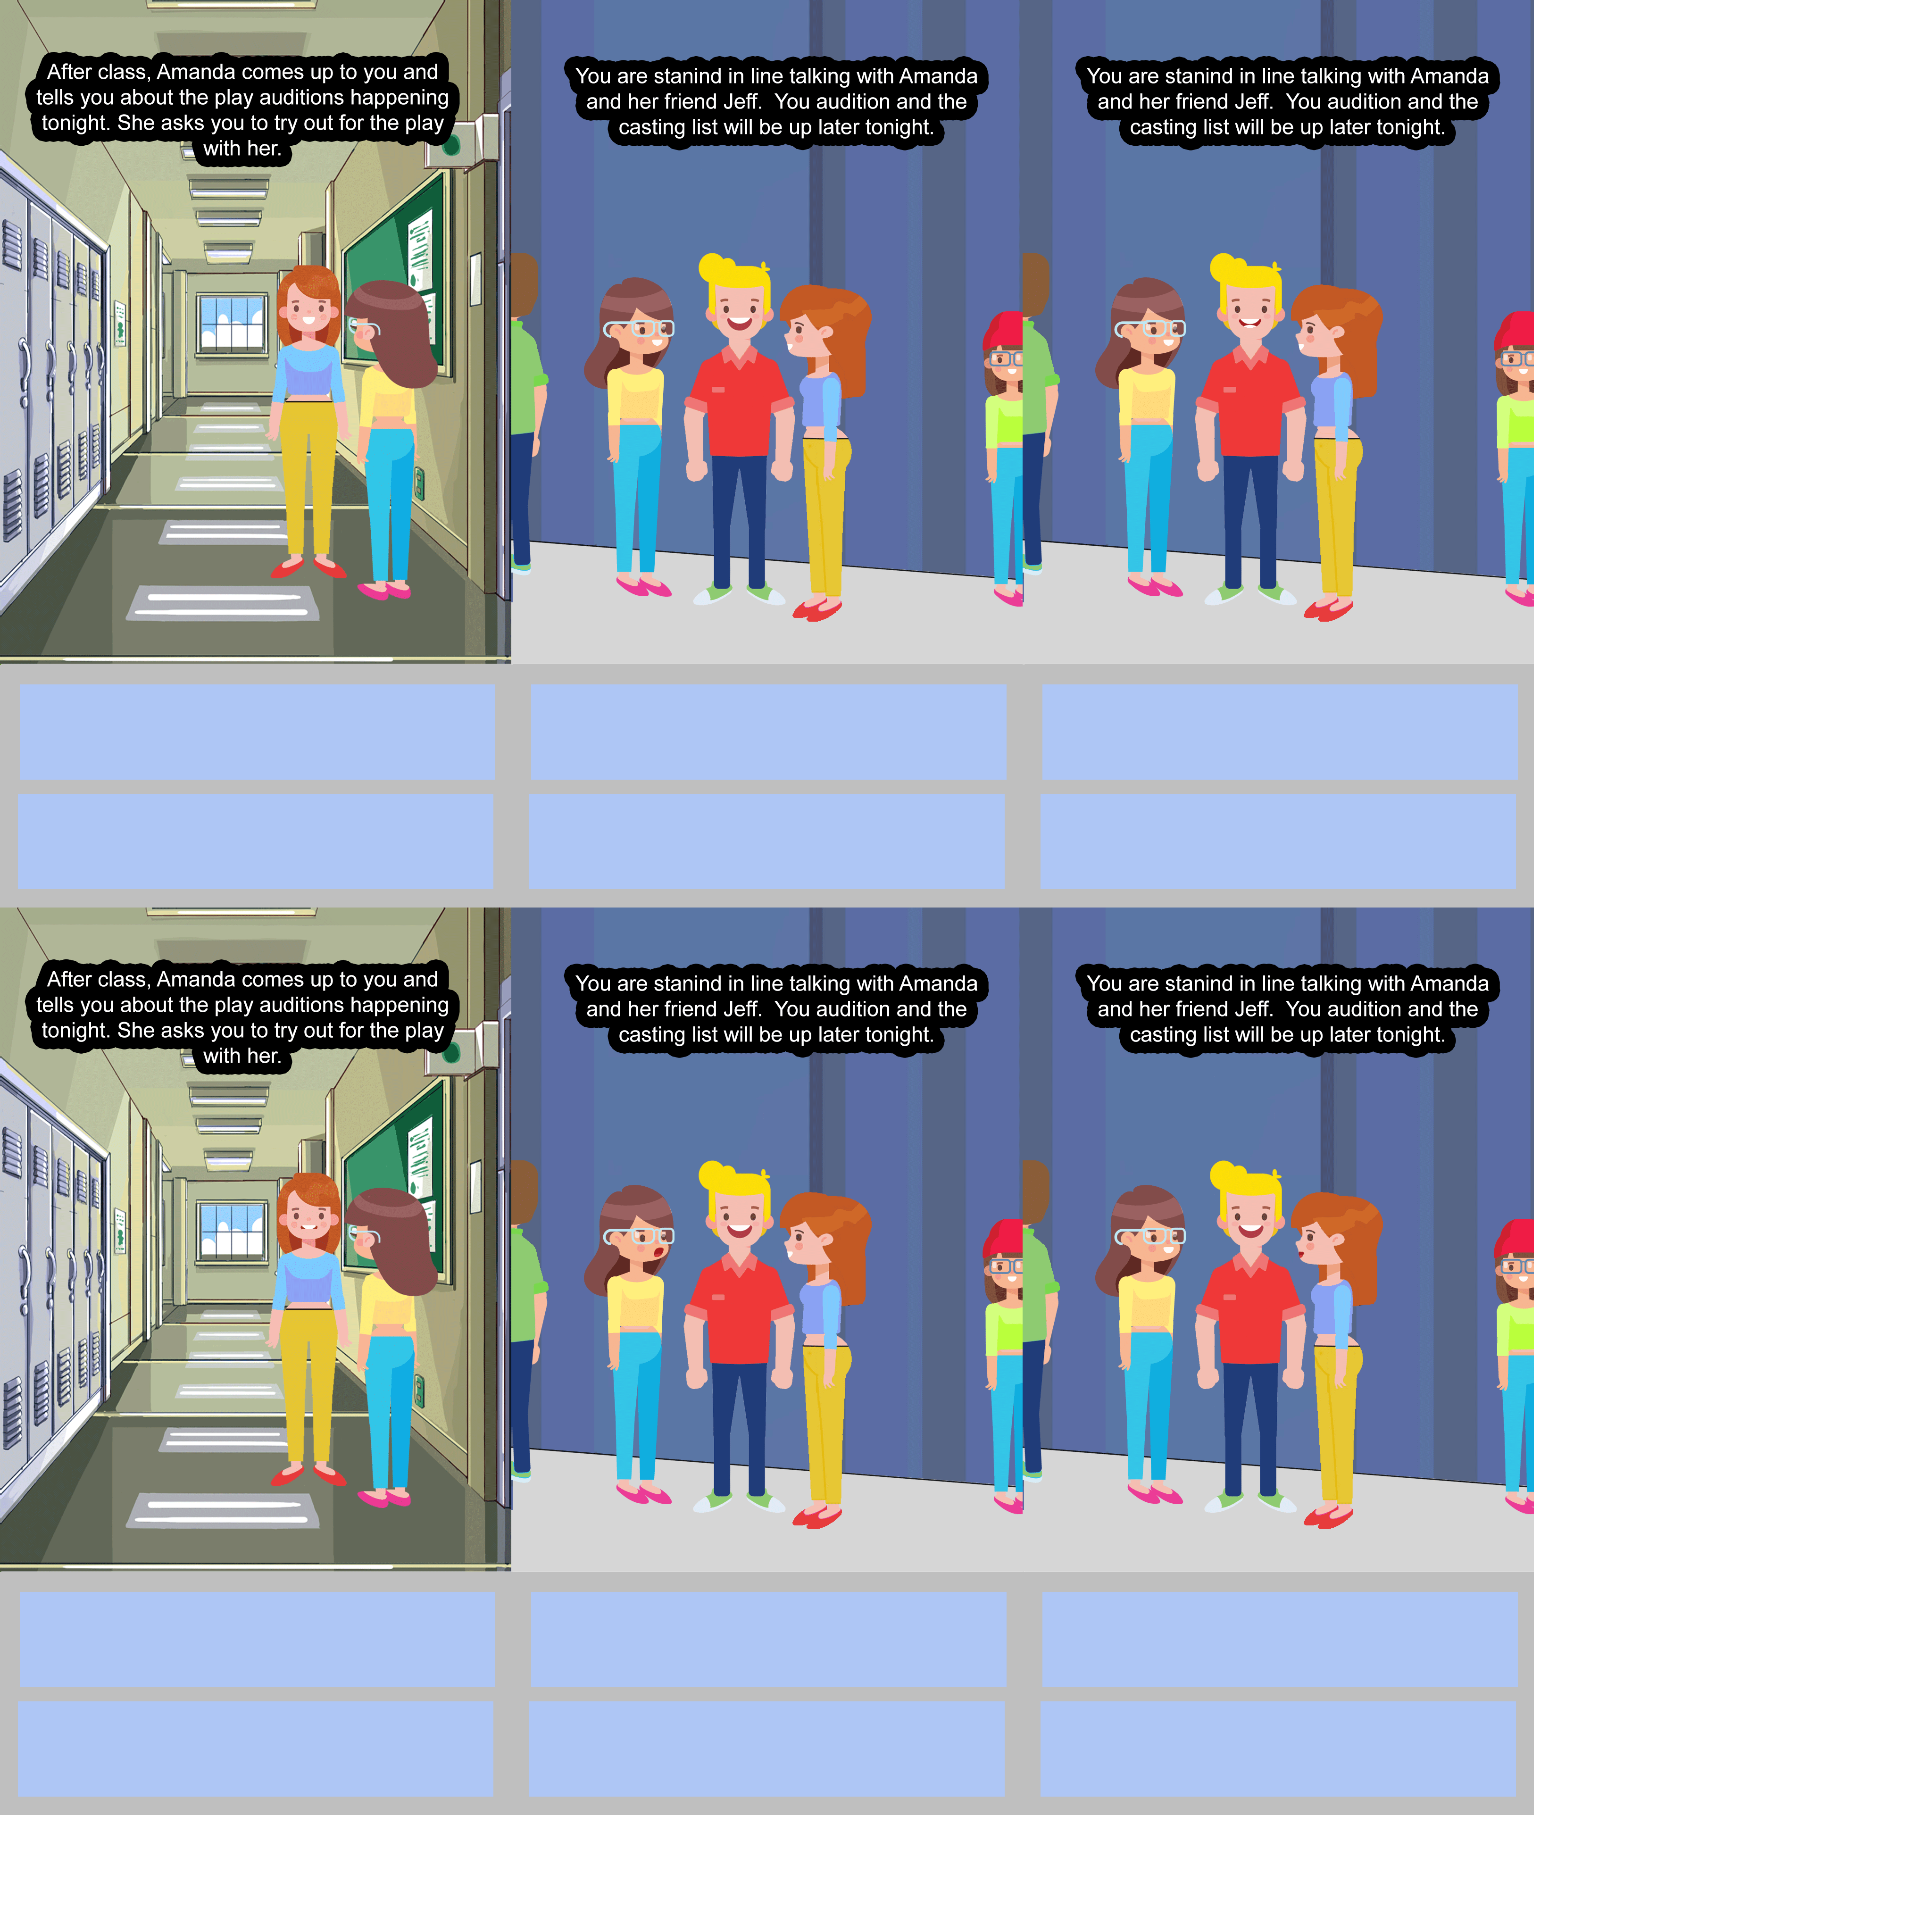 After class, Amanda comes up to you and
tells you about the play auditions happening
tonight. She asks you to try out for the play
with her.
You are stanind in line talking with Amanda
and her friend Jeff.  You audition and the
casting list will be up later tonight.
You are stanind in line talking with Amanda
and her friend Jeff.  You audition and the
casting list will be up later tonight.
After class, Amanda comes up to you and
tells you about the play auditions happening
tonight. She asks you to try out for the play
with her.
You are stanind in line talking with Amanda
and her friend Jeff.  You audition and the
casting list will be up later tonight.
You are stanind in line talking with Amanda
and her friend Jeff.  You audition and the
casting list will be up later tonight.